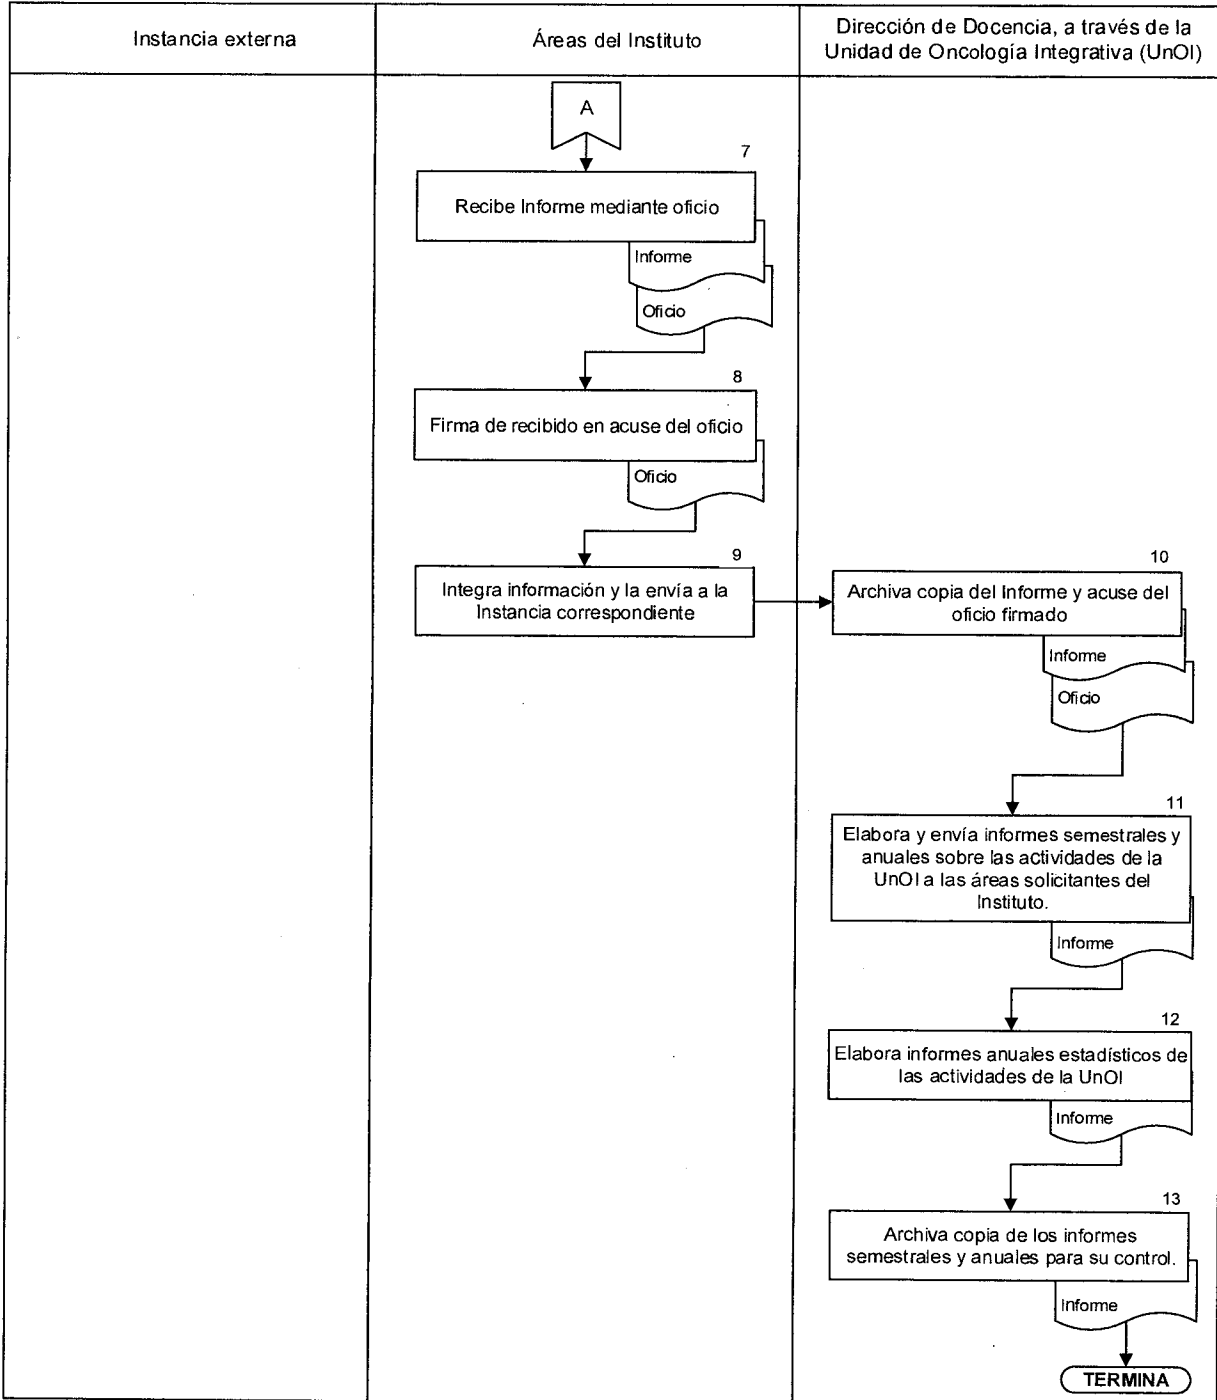 Instancia externa
Áreas del Instituto
Dirección de Docencia, a través de la
Unidad de Oncología Integrativa (UnOI)
A
7
Recibe Informe mediante oficio
Informe
Oficio
8
Firma de recibido en acuse del oficio
Oficio
9
Integra información y la envía a la
Instancia correspondiente
10
Archiva copia del Informe y acuse del
oficio firmado
Informe
Oficio
11
Elabora y envía informes semestrales y
anuales sobre las actividades de la
UnOI a las áreas solicitantes del
Instituto.
Informe
12
Elabora informes anuales estadísticos de
las actividades de la UnOI
Informe
13
Archiva copia de los informes
semestrales y anuales para su control.
Informe
TERMINA